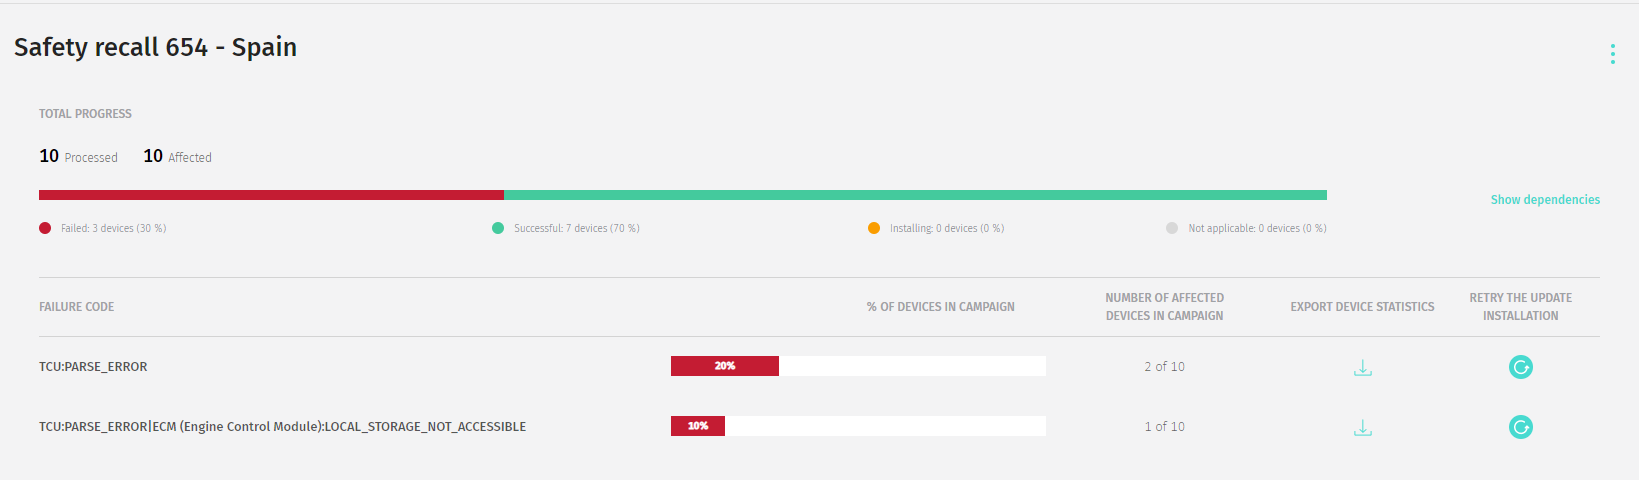 Safety recall 654 - Spain
TOTAL PROGRESS
10 Processed 10 Affected
Show dependencies
Failed: 3 devices (30 %) Successful: 7 devices (70 %) Installing: 0 devices (0 %) Not applicable: 0 devices (0 %)
FAILURE CODE % OF DEVICES IN CAMPAIGN NUMBER OF AFFECTED DEVICES IN CAMPAIGN EXPORT DEVICE STATISTICS RETRY THE UPDATE INSTALLATION
TCU:PARSE_ERROR 20% 2 of 10
TCU:PARSE_ERROR|ECM (Engine Control Module):LOCAL_STORAGE_NOT_ACCESSIBLE 10% 1 of 10